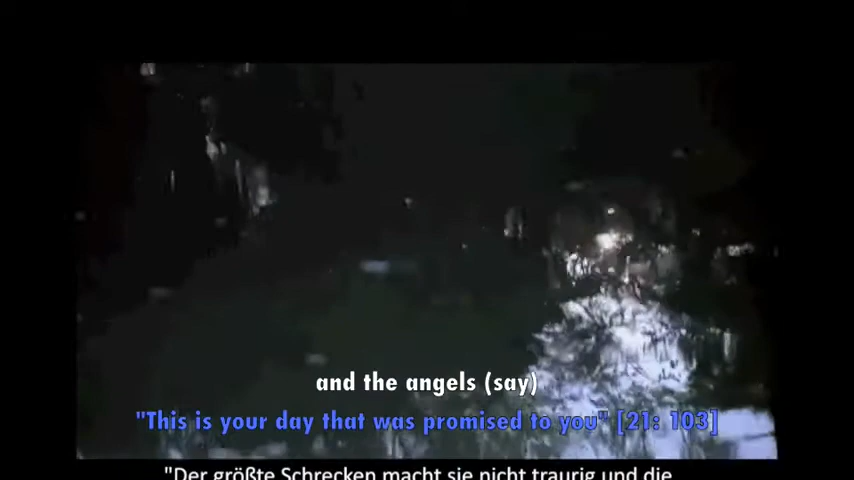 and the angels (say)
"This is your day that was promised to you" [21: 103]
"Der größte Schrecken macht sie nicht traurig und die